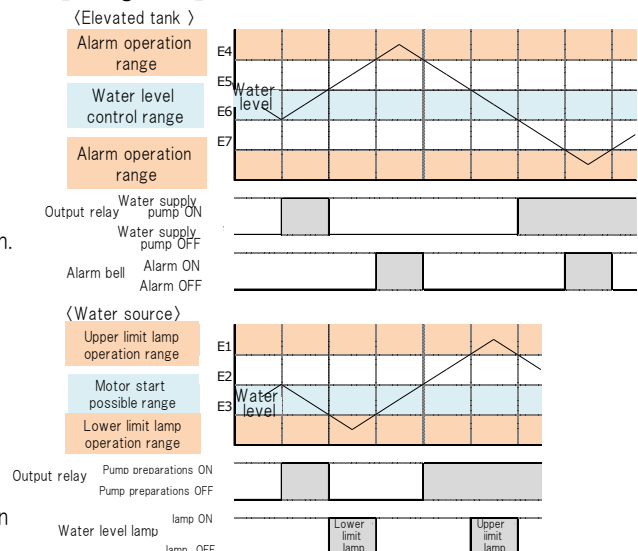 〈Elevated tank 〉
Alarm operation
range
Water level
control range
Alarm operation
range
E4
E5
E6
E7
Water
level
Output relay
Water supply
pump ON
Water supply
pump OFF
n.
Alarm bell
Alarm ON
Alarm OFF
〈Water source〉
Upper limit lamp
operation range
Motor start
possible range
Lower limit lamp
operation range
E1
E2
E3
Water
level
Output relay
Pump preparations ON
Pump preparations OFF
n
Water level lamp
lamp ON
lamp OFF
Lower
limit
lamp
Upper
limit
lamp